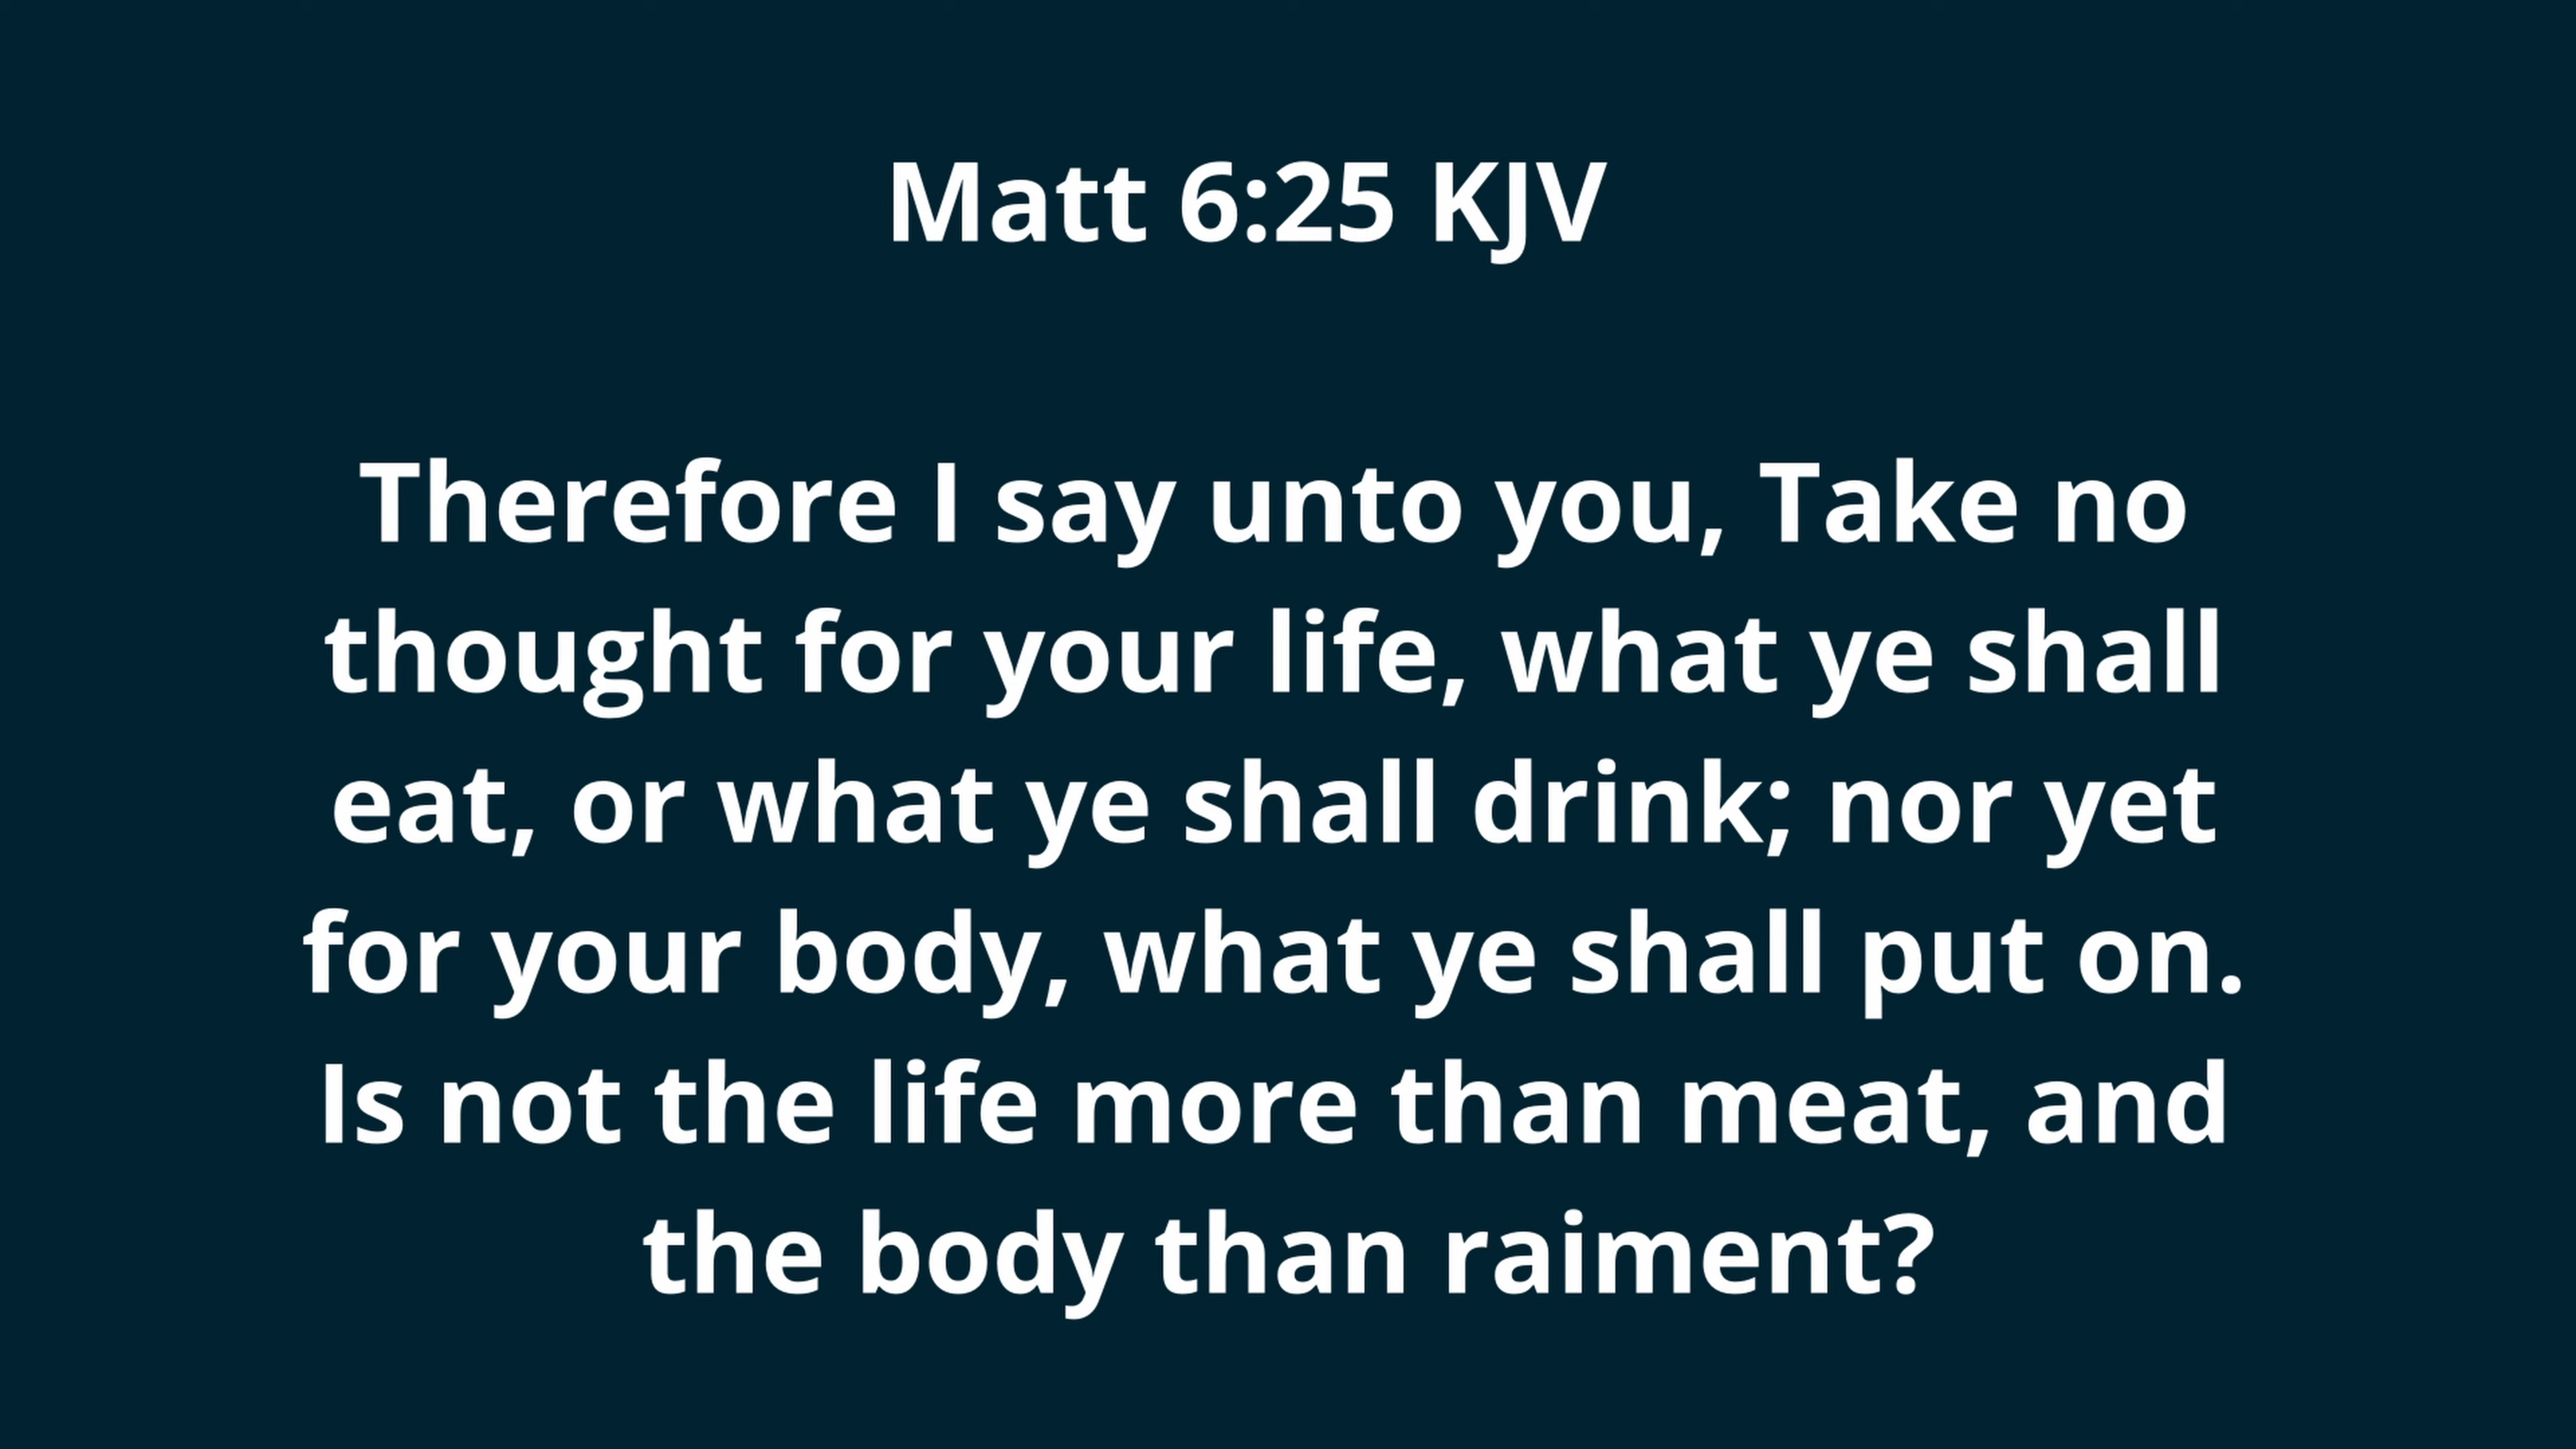 Matt 6:25 KJV
Therefore I say unto you, Take no
thought for your life, what ye shall
eat, or what ye shall drink; nor yet
for your body, what ye shall put on.
Is not the life more than meat, and
the body than raiment?